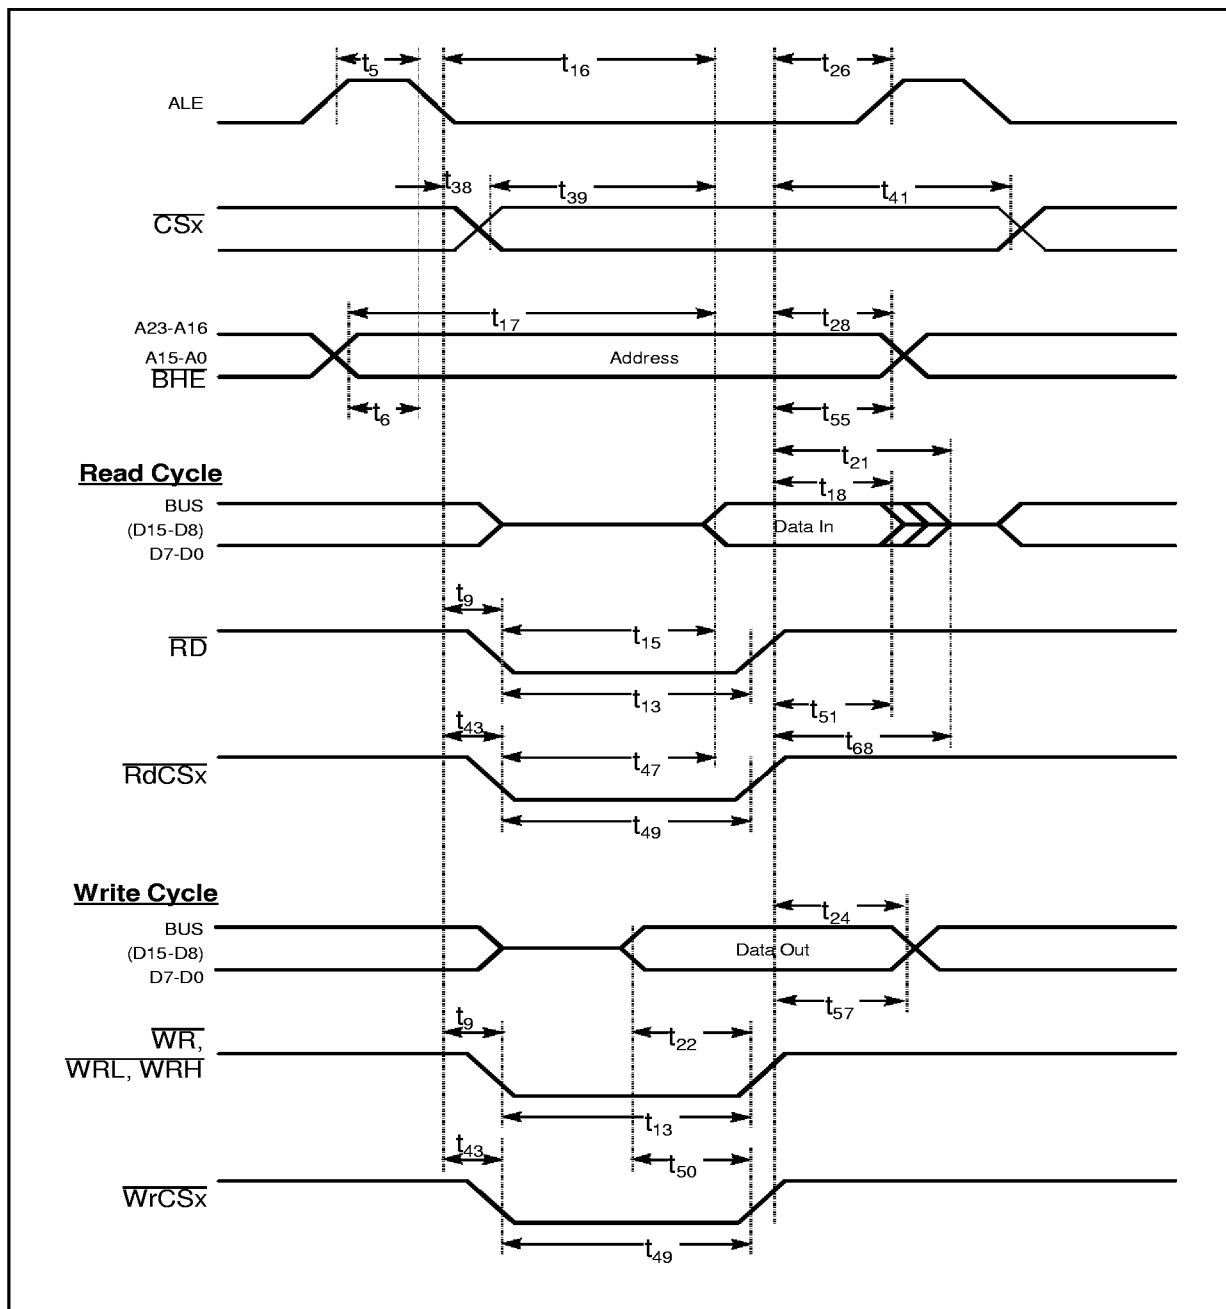 t5
t16
t26
ALE
t38
t39
t41
CSx
t17
t28
A23-A16
A15-A0
Address
BHE
t6
t55
t21
Read Cycle
t18
BUS
(D15-D8)
Data In
D7-D0
t9
t15
RD
t13
t51
t43
t68
t47
RdCSx
t49
Write Cycle
t24
BUS
(D15-D8)
Data Out
D7-D0
t57
t9
t22
WR,
WRL, WRH
t13
t43
t50
WrCSx
t49